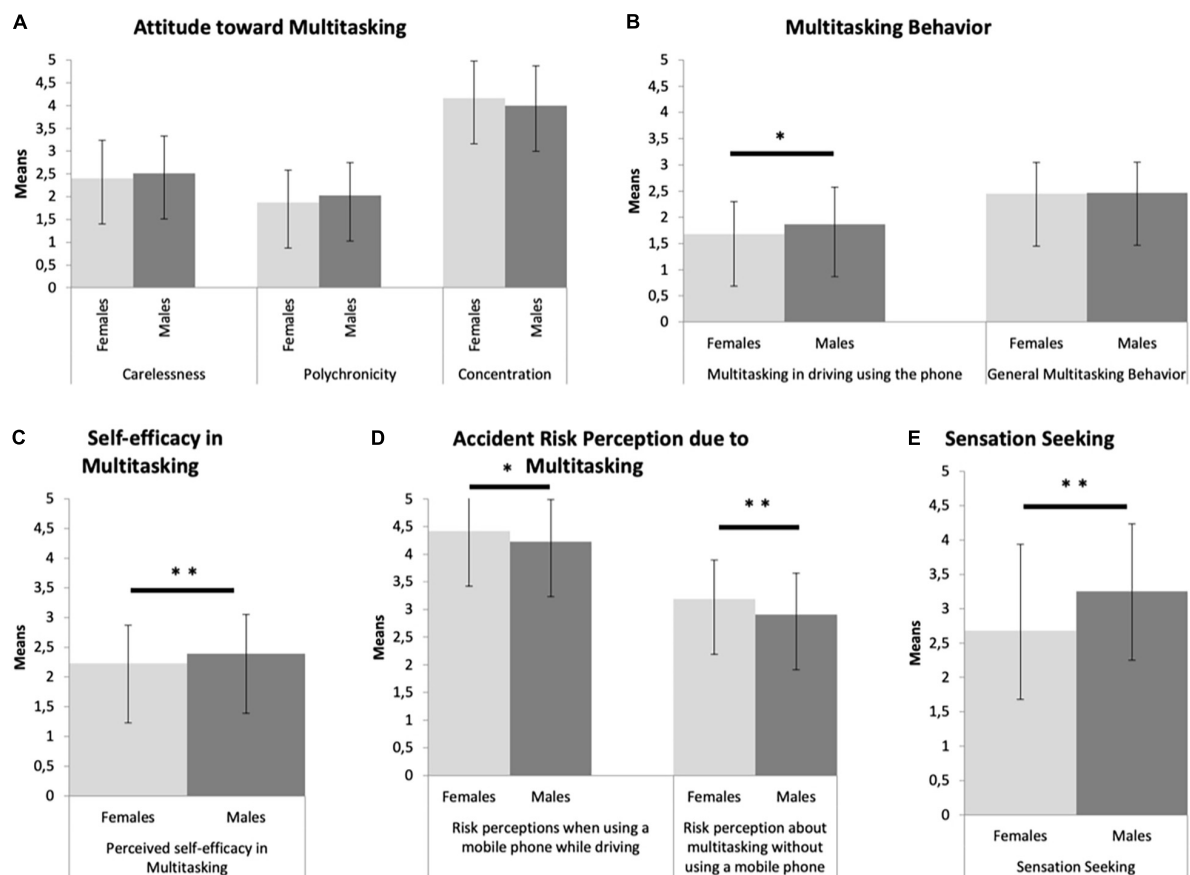 A
Attitude toward Multitasking
5
4,5
4
3,5
3
2,5
2
1,5
1
0,5
0
Means
Females
Males
Females
Males
Females
Males
Carelessness
Polychronicity
Concentration
B
Multitasking Behavior
5
4,5
4
3,5
3
2,5
2
1,5
1
0,5
0
Means
*
Females
Males
Females
Males
Multitasking in driving using the phone
General Multitasking Behavior
C
Self-efficacy in
Multitasking
5
4,5
4
3,5
3
2,5
2
1,5
1
0,5
0
Means
* *
Females
Males
Perceived self-efficacy in
Multitasking
D
Accident Risk Perception due to
Multitasking
5
4,5
4
3,5
3
2,5
2
1,5
1
0,5
0
Means
*
* *
Females
Males
Females
Males
Risk perceptions when using a
mobile phone while driving
Risk perception about
multitasking without
using a mobile phone
E
Sensation Seeking
5
4,5
4
3,5
3
2,5
2
1,5
1
0,5
0
Means
* *
Females
Males
Sensation Seeking